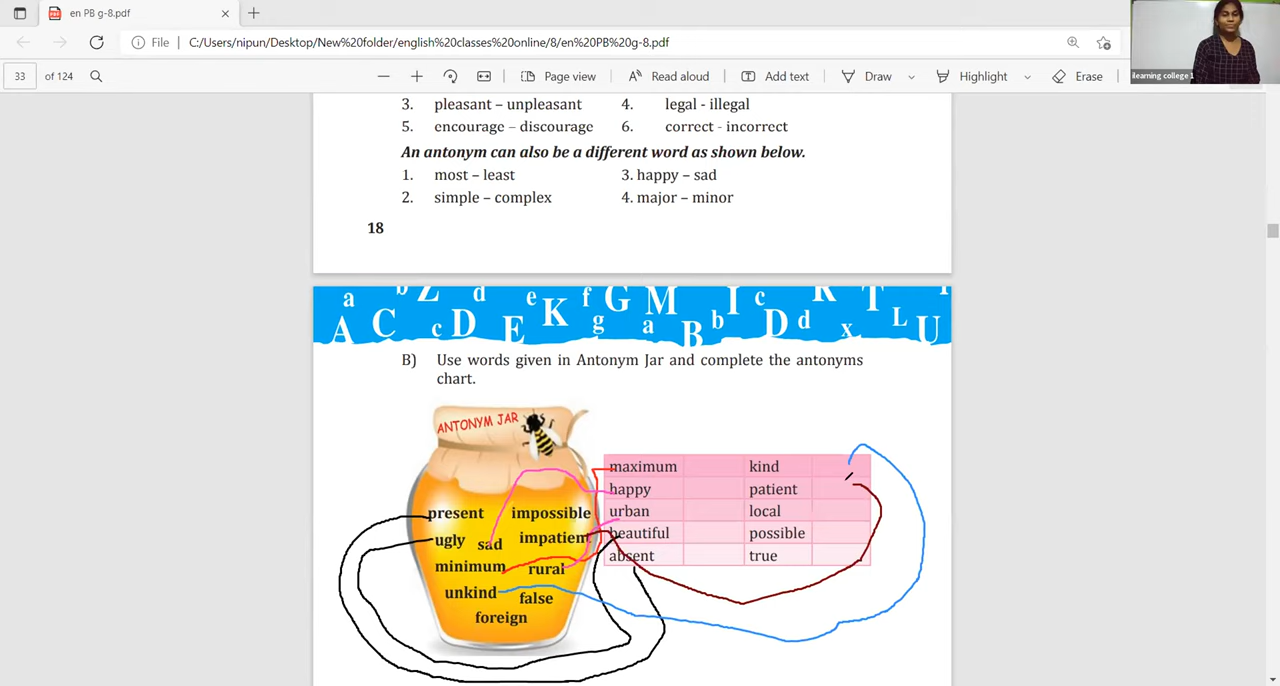 en PB g-8.pdf
File C:/Users/nipun/Desktop/New%20folder/english%20classes%20online/8/en%20PB%20g-8.pdf
33 of 124 Page view Read aloud Add text Draw Highlight Erase
ilearning college 1
3. pleasant – unpleasant 4. legal - illegal
5. encourage – discourage 6. correct - incorrect
An antonym can also be a different word as shown below.
1. most – least 3. happy – sad
2. simple – complex 4. major – minor
18
a b Z d e K f G M I c R T
A C c D E g a B b D d x L U
B) Use words given in Antonym Jar and complete the antonyms
chart.
ANTONYM JAR
present impossible
ugly sad impatient
minimum rural
unkind false
foreign
maximum kind
happy patient
urban local
beautiful possible
absent true